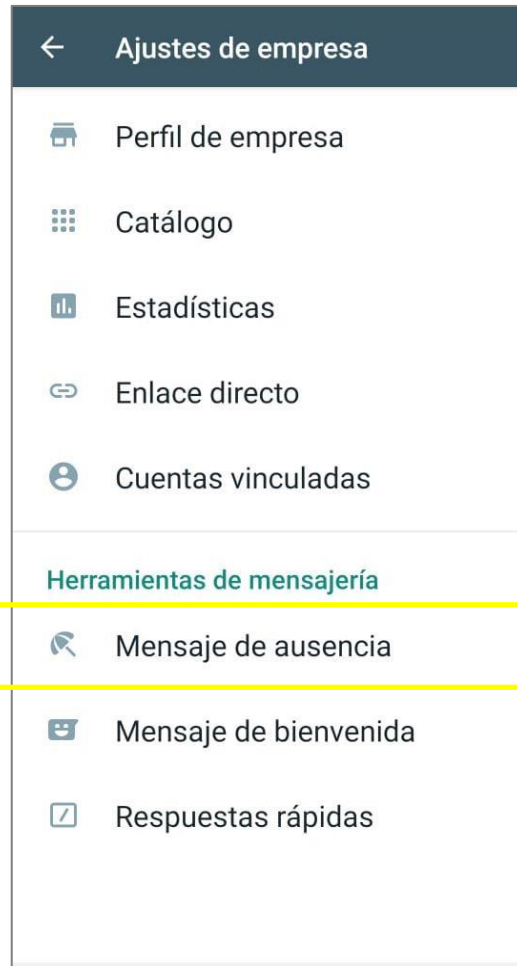 Ajustes de empresa
Perfil de empresa
Catálogo
Estadísticas
Enlace directo
Cuentas vinculadas
Herramientas de mensajería
Mensaje de ausencia
Mensaje de bienvenida
Respuestas rápidas